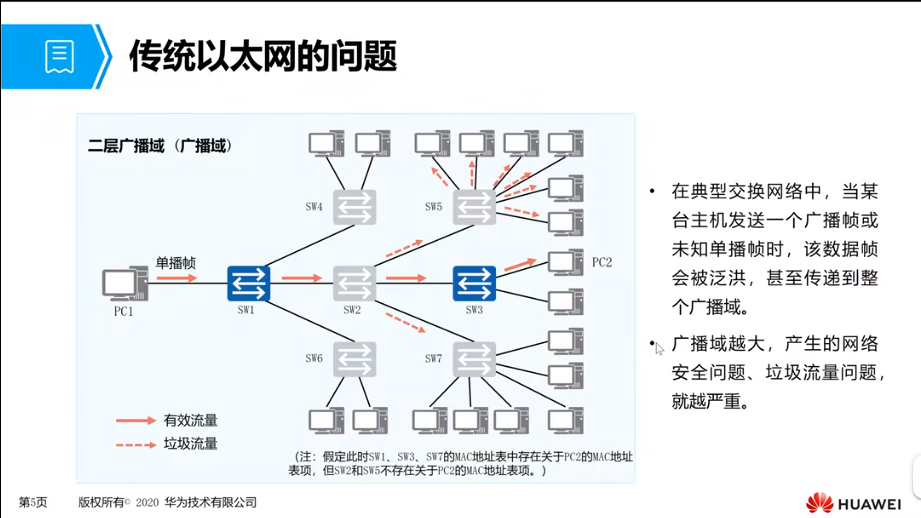 传统以太网的问题
二层广播域（广播域）
SW4
SW5
单播帧
PC1
SW1
SW2
SW3
PC2
SW6
SW7
有效流量
垃圾流量
（注：假定此时SW1、SW3、SW7的MAC地址表中存在关于PC2的MAC地址
表项，但SW2和SW5不存在关于PC2的MAC地址表项。）
• 在典型交换网络中，当某
台主机发送一个广播帧或
未知单播帧时，该数据帧
会被泛洪，甚至传递到整
个广播域。
• 广播域越大，产生的网络
安全问题、垃圾流量问题，
就越严重。
第5页 版权所有© 2020 华为技术有限公司
HUAWEI